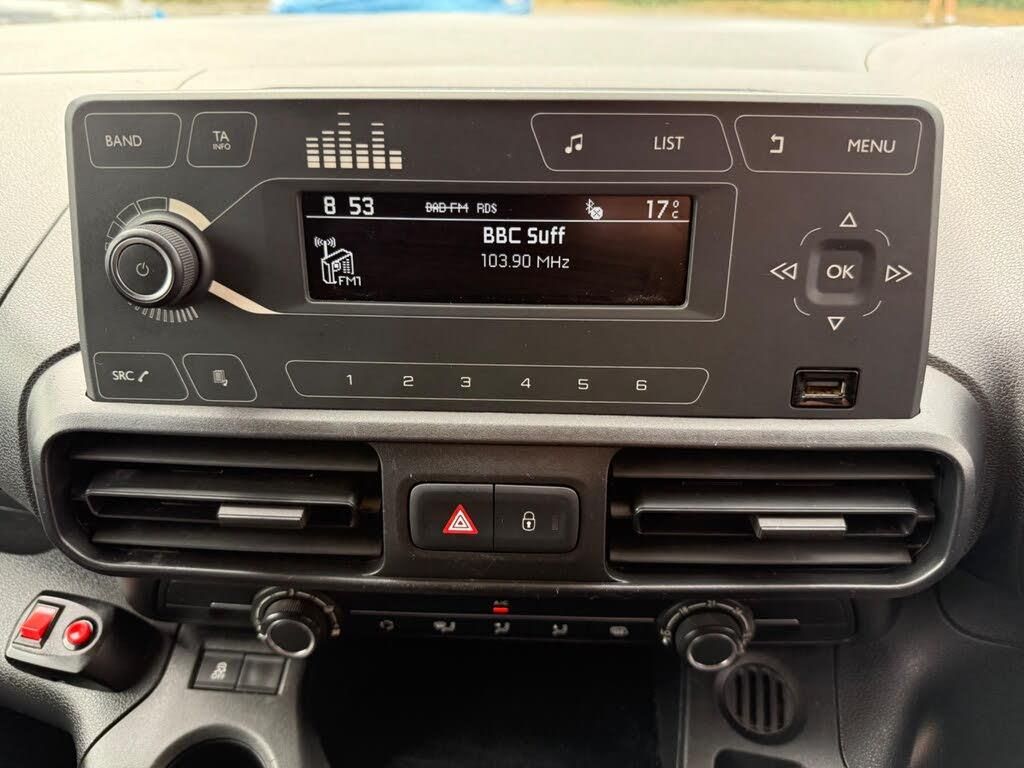 BAND
TA
INFO
LIST
MENU
8 53 DAB-FM RDS 17°C
BBC Suff
103.90 MHz
FM1
OK
SRC
1 2 3 4 5 6
A/C